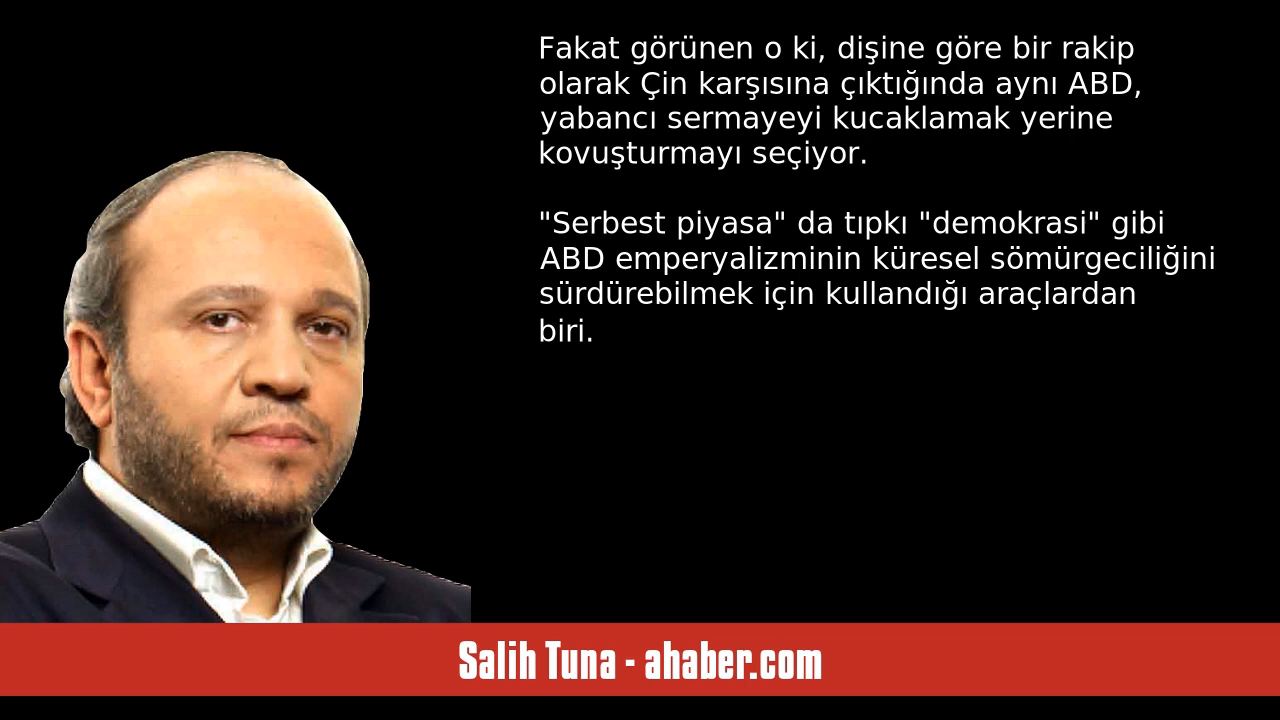 Fakat görünen o ki, dişine göre bir rakip
olarak Çin karşısına çıktığında aynı ABD,
yabancı sermayeyi kucaklamak yerine
kovuşturmayı seçiyor.
"Serbest piyasa" da tıpkı "demokrasi" gibi
ABD emperyalizminin küresel sömürgeciliğini
sürdürebilmek için kullandığı araçlardan
biri.
Salih Tuna - ahaber.com